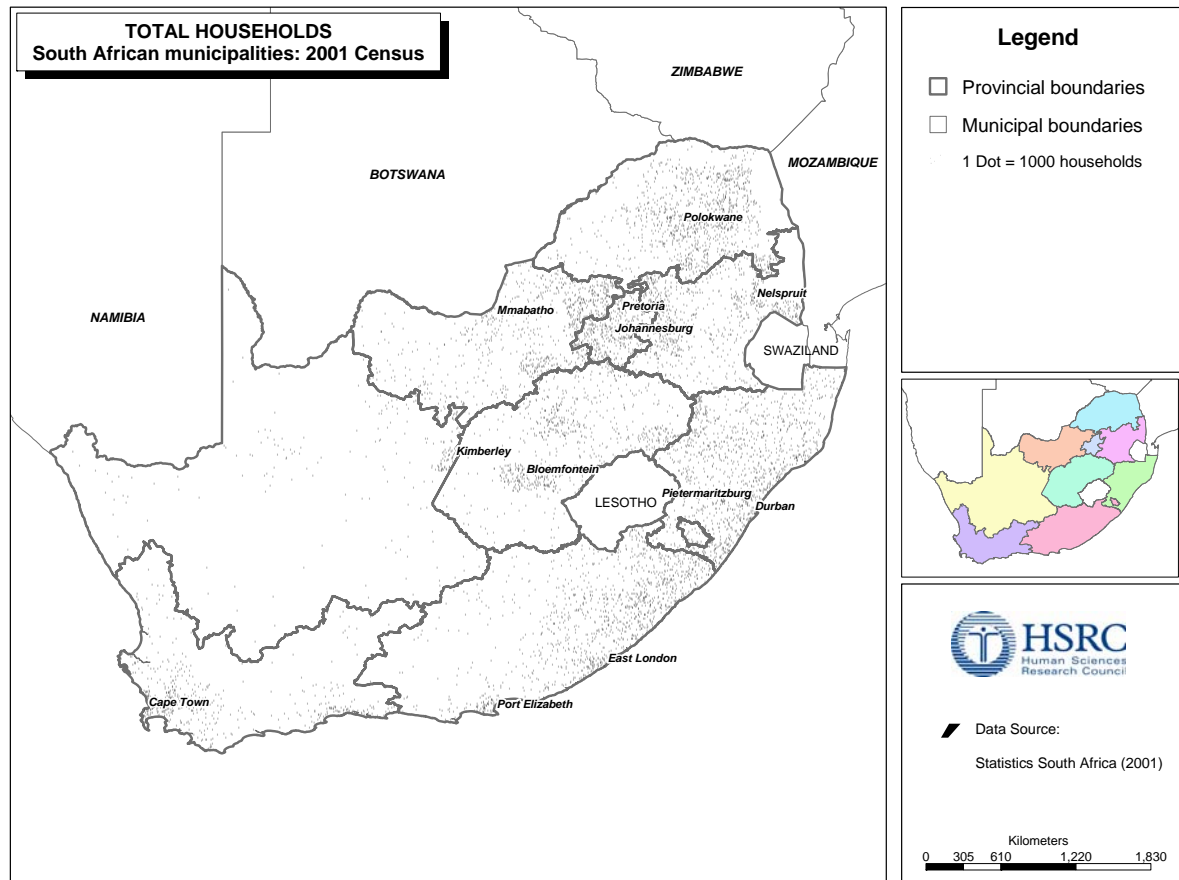 TOTAL HOUSEHOLDS
South African municipalities: 2001 Census
ZIMBABWE
MOZAMBIQUE
BOTSWANA
Polokwane
NAMIBIA
Mmabatho
Pretoria
Nelspruit
Johannesburg
SWAZILAND
Kimberley
Bloemfontein
LESOTHO
Pietermaritzburg
Durban
East London
Cape Town
Port Elizabeth
Legend
Provincial boundaries
Municipal boundaries
1 Dot = 1000 households
HSRC
Human Sciences
Research Council
Data Source:
Statistics South Africa (2001)
Kilometers
0 305 610 1,220 1,830